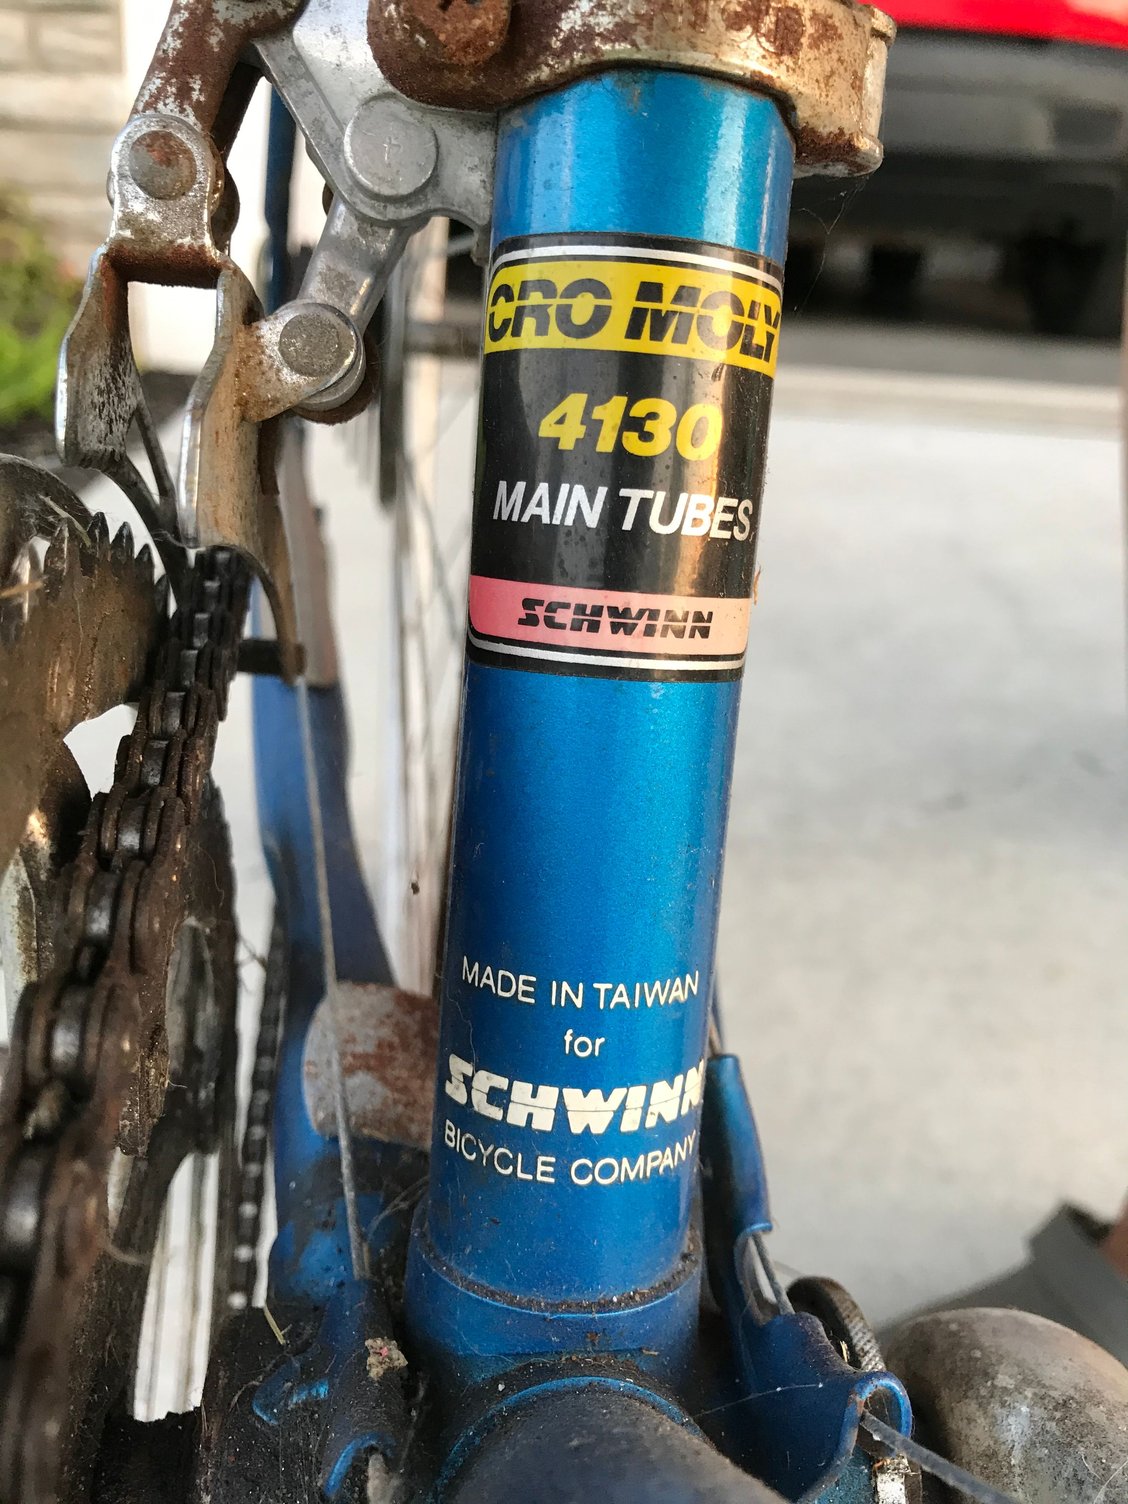 CRO MOLY
4130
MAIN TUBES
SCHWINN
MADE IN TAIWAN
for
SCHWINN
BICYCLE COMPANY